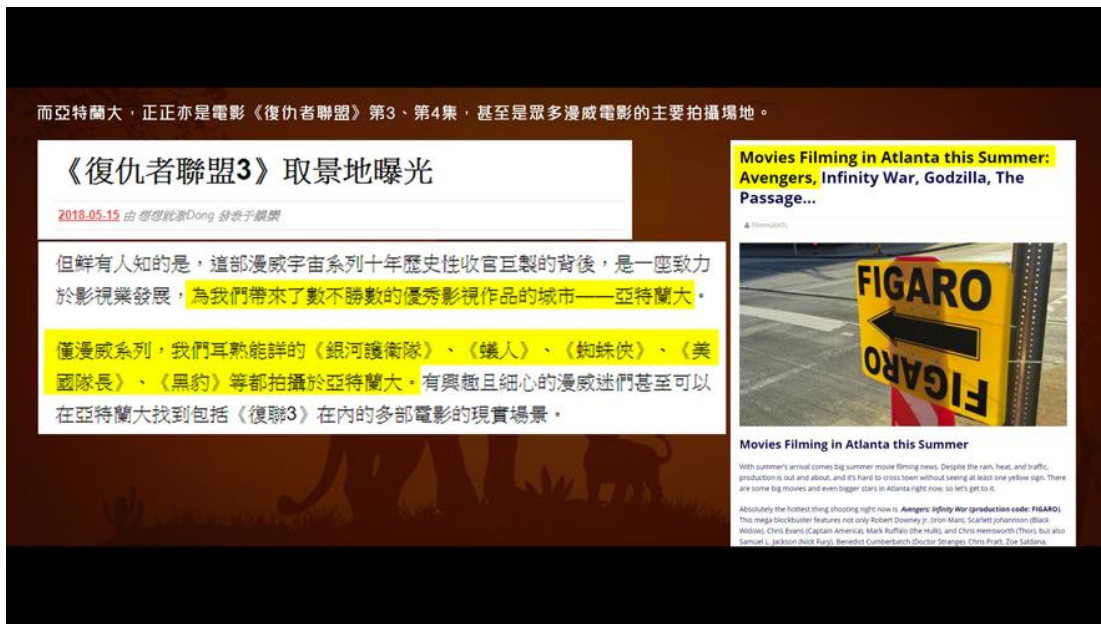 而亞特蘭大，正正亦是電影《復仇者聯盟》第3、第4集，甚至是眾多漫威電影的主要拍攝場地。
《復仇者聯盟3》取景地曝光
2018-05-15 由 想想就激Dong 發表于娛樂
但鮮有人知的是，這部漫威宇宙系列十年歷史性收官巨製的背後，是一座致力
於影視業發展，為我們帶來了數不勝數的優秀影視作品的城市——亞特蘭大。
僅漫威系列，我們耳熟能詳的《銀河護衛隊》、《蟻人》、《蜘蛛俠》、《美
國隊長》、《黑豹》等都拍攝於亞特蘭大。有興趣且細心的漫威迷們甚至可以
在亞特蘭大找到包括《復聯3》在內的多部電影的現實場景。
Movies Filming in Atlanta this Summer:
Avengers, Infinity War, Godzilla, The
Passage...
FIGARO
FIGARO
Movies Filming in Atlanta this Summer
With summer's arrival comes big summer movie filming news. Despite the rain, heat, and traffic,
production is out and about, and it's hard to cross town without seeing at least one yellow sign. There
are some big movies and even bigger stars in Atlanta right now, so let's get to it.
Absolutely the hottest thing shooting right now is Avengers: Infinity War (production code: FIGARO).
This mega blockbuster features not only Robert Downey Jr. (Iron Man), Scarlett Johannson (Black
Widow), Chris Evans (Captain America), Mark Ruffalo (the Hulk), and Chris Hemsworth (Thor), but also
Samuel L. Jackson (Nick Fury), Benedict Cumberbatch (Doctor Strange), Chris Pratt, Zoe Saldana,